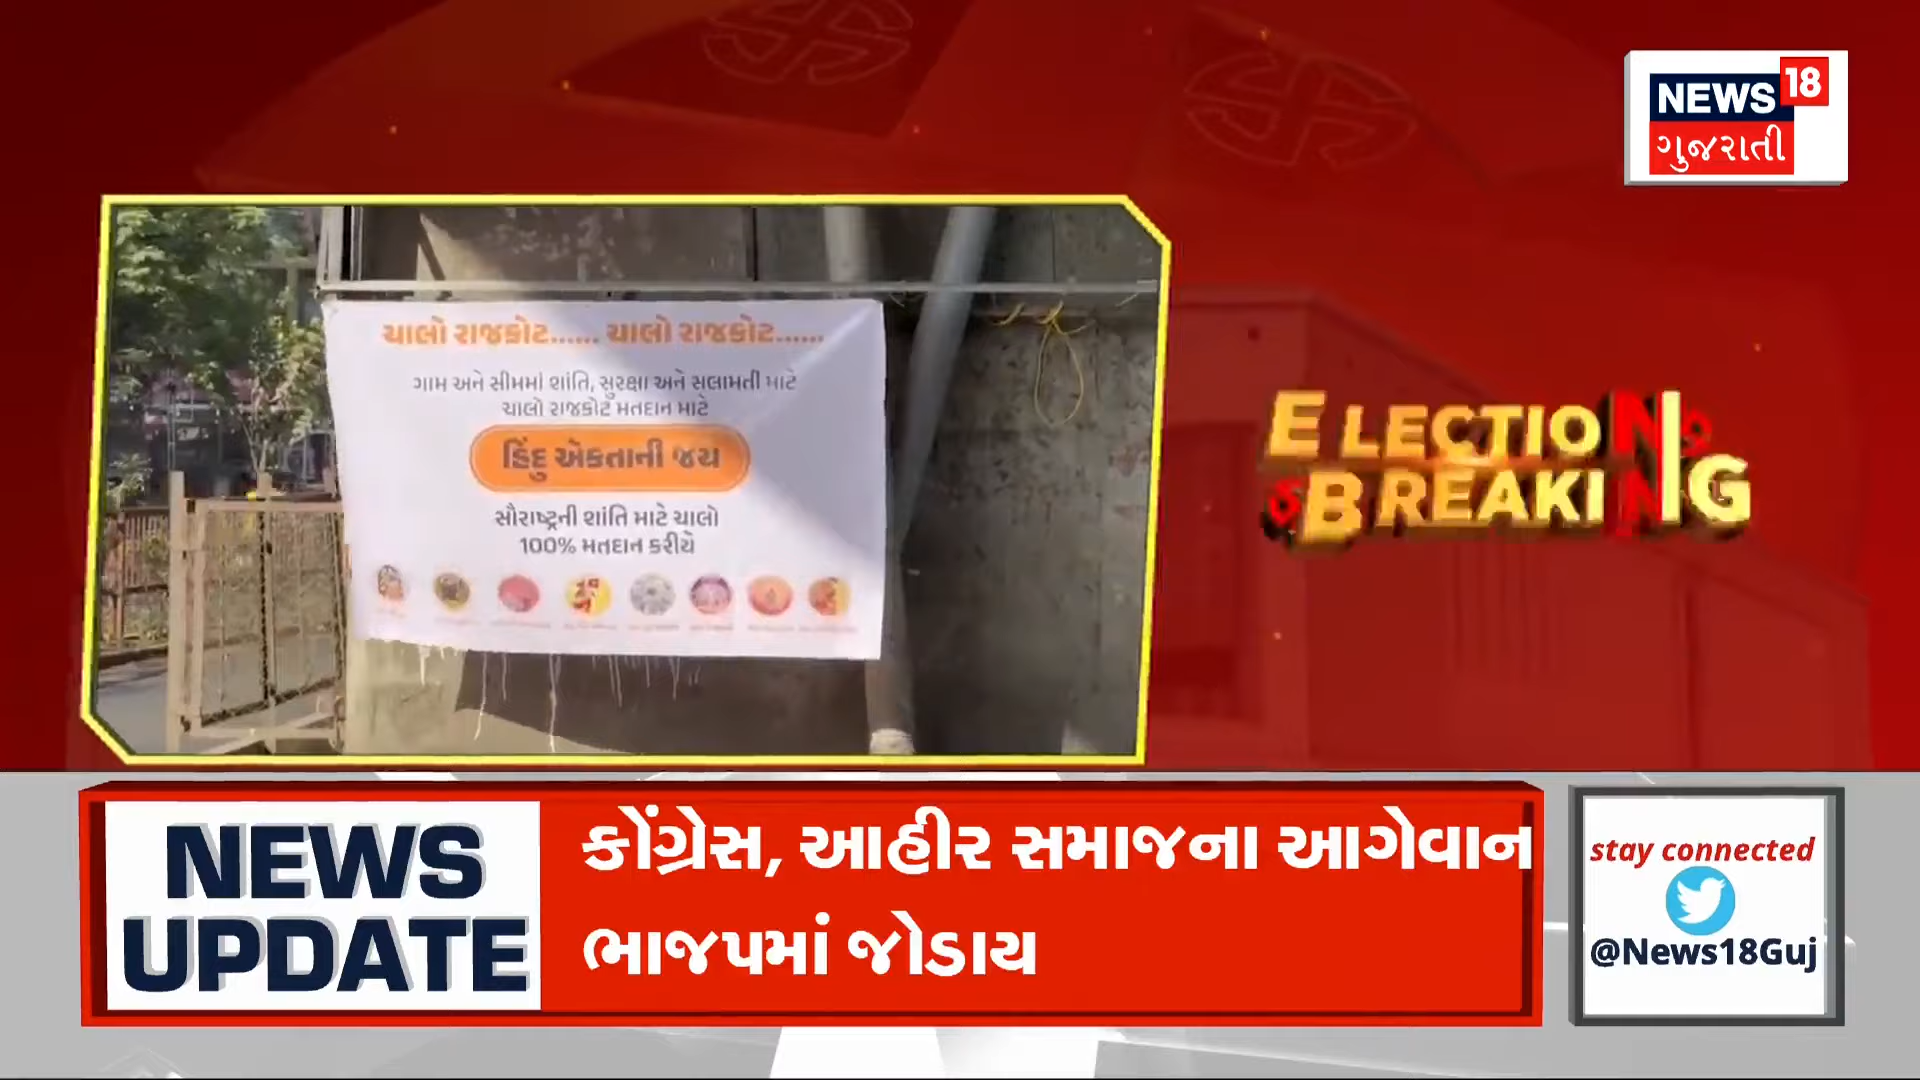 NEWS 18
ગુજરાતી
ચાલો રાજકોટ...... ચાલો રાજકોટ......
ગામ અને સીમમાં શાંતિ, સુરક્ષા અને સલામતી માટે
ચાલો રાજકોટ મતદાન માટે
હિંદુ એકતાની જય
સૌરાષ્ટ્રની શાંતિ માટે ચાલો
100% મતદાન કરીયે
ELECTION
BREAKING
NEWS
UPDATE
કોંગ્રેસ, આહીર સમાજના આગેવાન
ભાજપમાં જોડાય
stay connected
@News18Guj